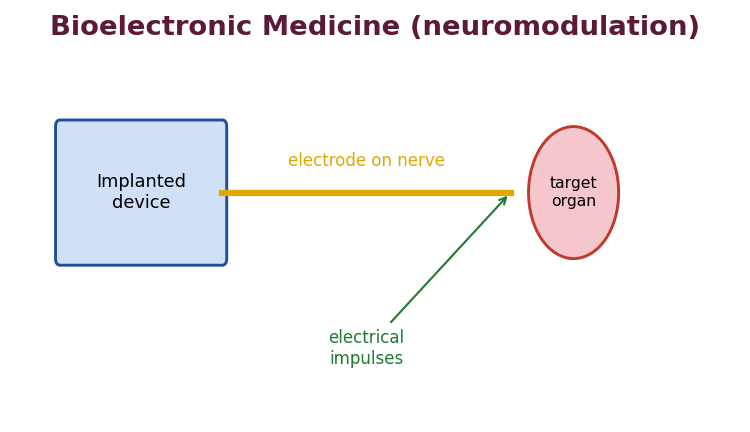 Bioelectronic Medicine (neuromodulation)
electrode on nerve
Implanted
device
target
organ
electrical
impulses